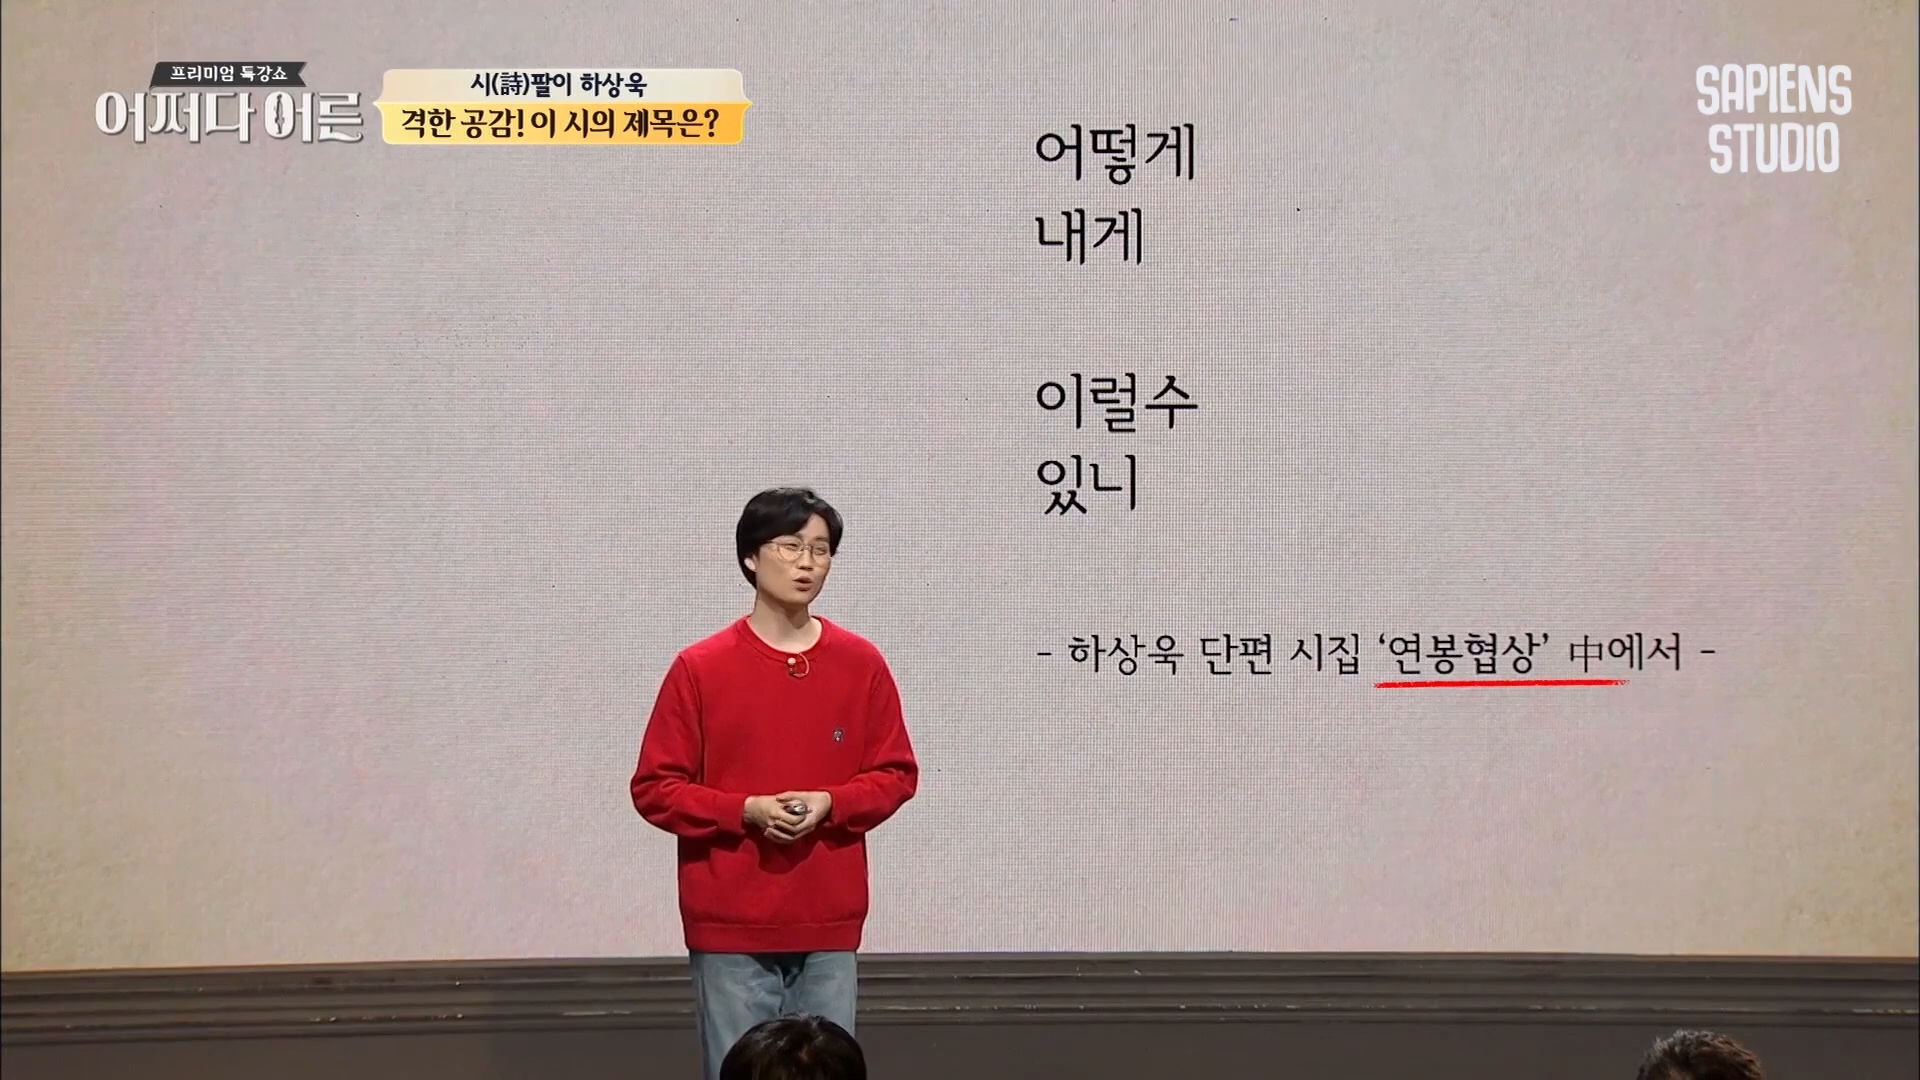 프리미엄 특강쇼
어쩌다 어른
시(詩)팔이 하상욱
격한 공감! 이 시의 제목은?
SAPIENS
STUDIO
어떻게
내게
이럴수
있니
- 하상욱 단편 시집 ‘연봉협상’ 中에서 -